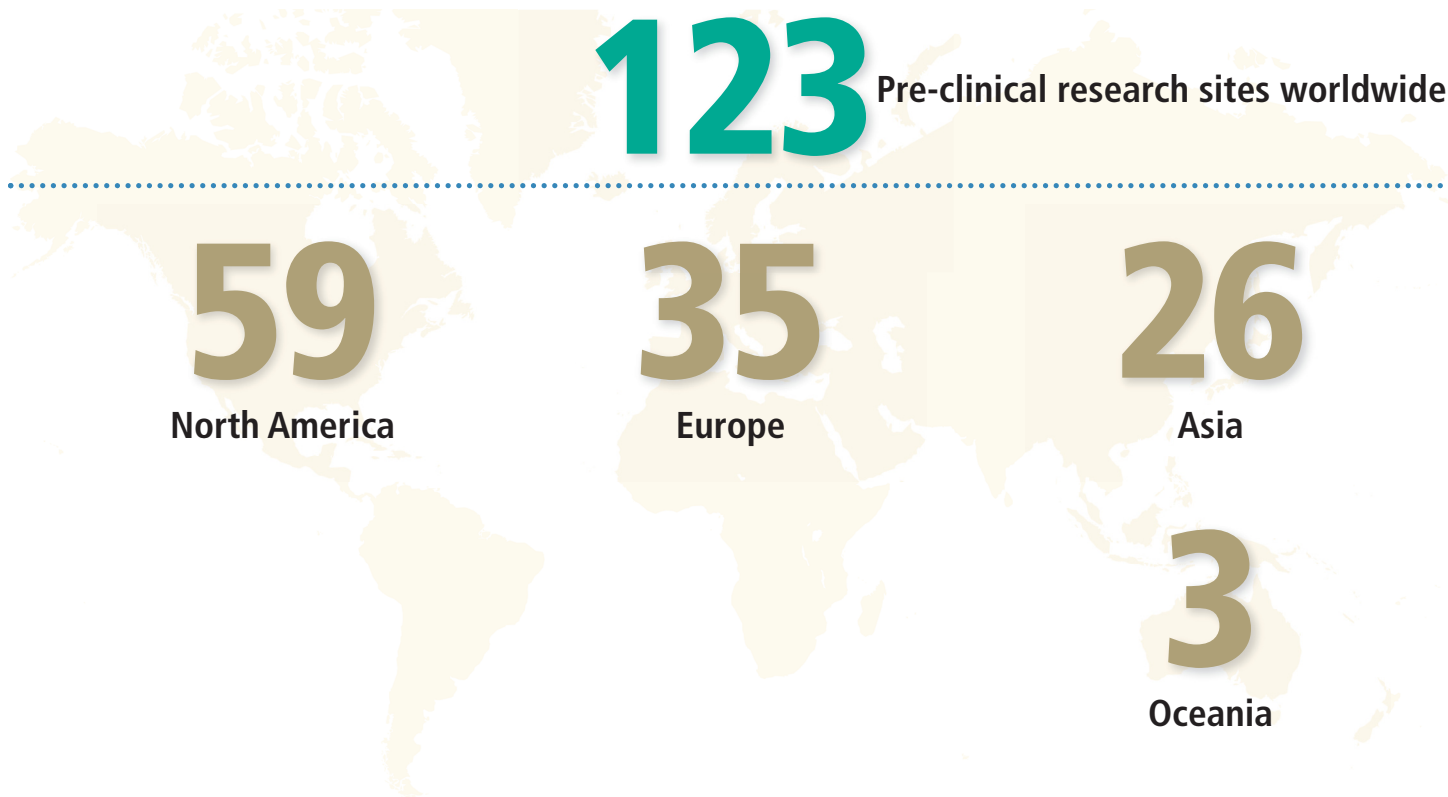 123 Pre-clinical research sites worldwide
59
North America
35
Europe
26
Asia
3
Oceania